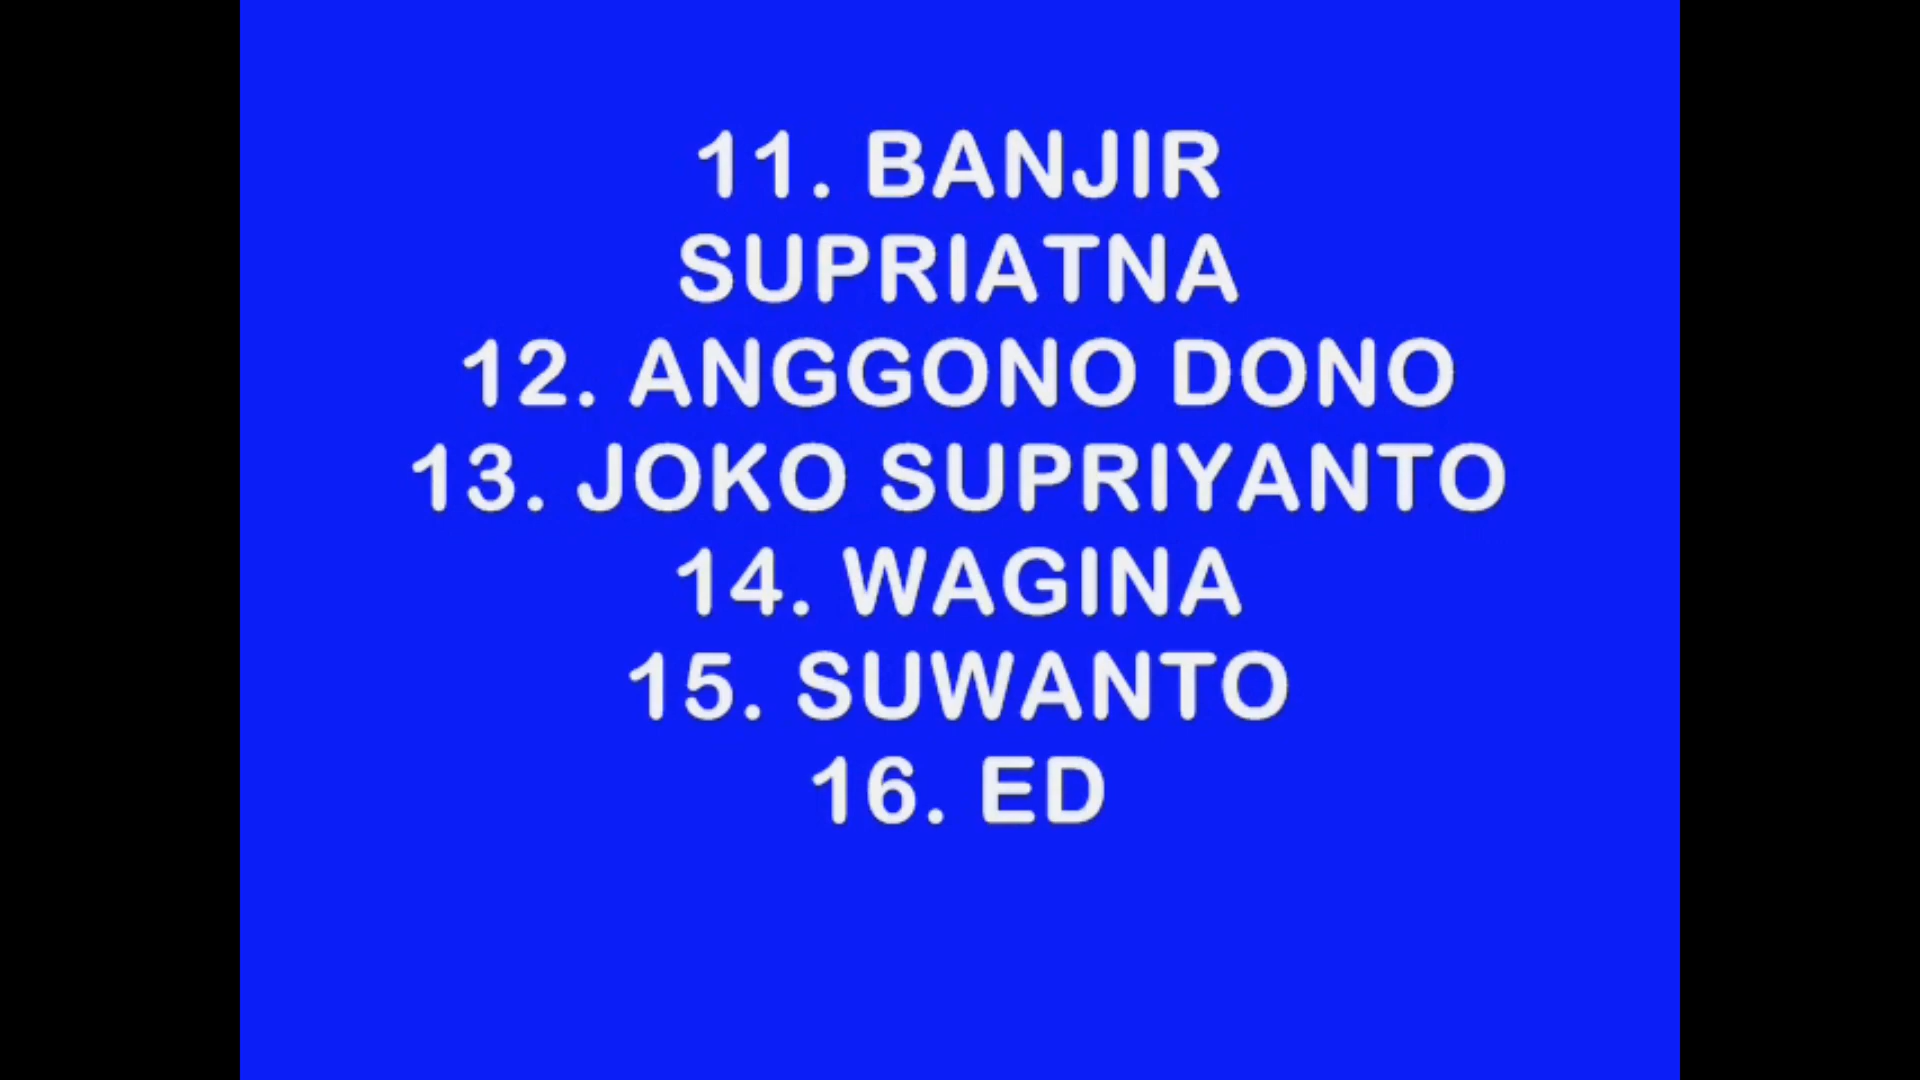 11. BANJIR
SUPRIATNA
12. ANGGONO DONO
13. JOKO SUPRIYANTO
14. WAGINA
15. SUWANTO
16. ED